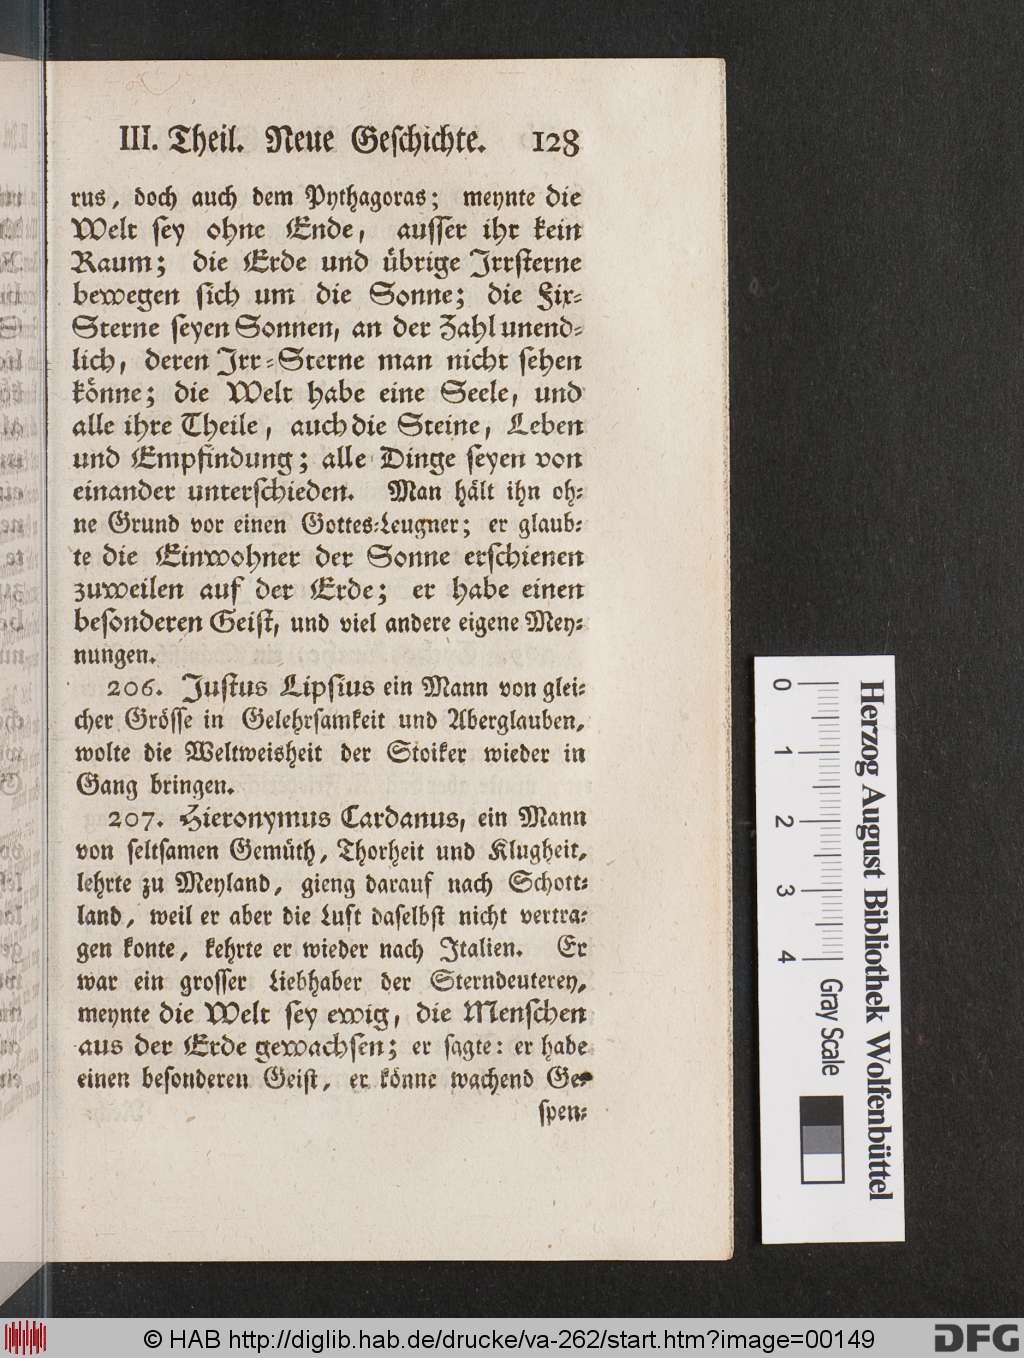 III. Theil. Neue Geschichte. 128
rus, doch auch dem Pythagoras; meynte die
Welt sey ohne Ende, ausser ihr kein
Raum; die Erde und übrige Irrsterne
bewegen sich um die Sonne; die Fix-
Sterne seyen Sonnen, an der Zahl unend-
lich, deren Irr-Sterne man nicht sehen
könne; die Welt habe eine Seele, und
alle ihre Theile, auch die Steine, Leben
und Empfindung; alle Dinge seyen von
einander unterschieden. Man hält ihn oh-
ne Grund vor einen Gottes-Leugner; er glaub-
te die Einwohner der Sonne erschienen
zuweilen auf der Erde; er habe einen
besonderen Geist, und viel andere eigene Mey-
nungen.
206. Justus Lipsius ein Mann von glei-
cher Grösse in Gelehrsamkeit und Aberglauben,
wolte die Weltweisheit der Stoiker wieder in
Gang bringen.
207. Hieronymus Cardanus, ein Mann
von seltsamen Gemüth, Thorheit und Klugheit,
lehrte zu Meyland, gieng darauf nach Schott-
land, weil er aber die Luft daselbst nicht vertra-
gen konte, kehrte er wieder nach Italien. Er
war ein grosser Liebhaber der Sterndeuterey,
meynte die Welt sey ewig, die Menschen
aus der Erde gewachsen; er sagte: er habe
einen besonderen Geist, er könne wachend Ge-
spen-
0 1 2 3 4
Gray Scale
Herzog August Bibliothek Wolfenbüttel
© HAB http://diglib.hab.de/drucke/va-262/start.htm?image=00149
DFG